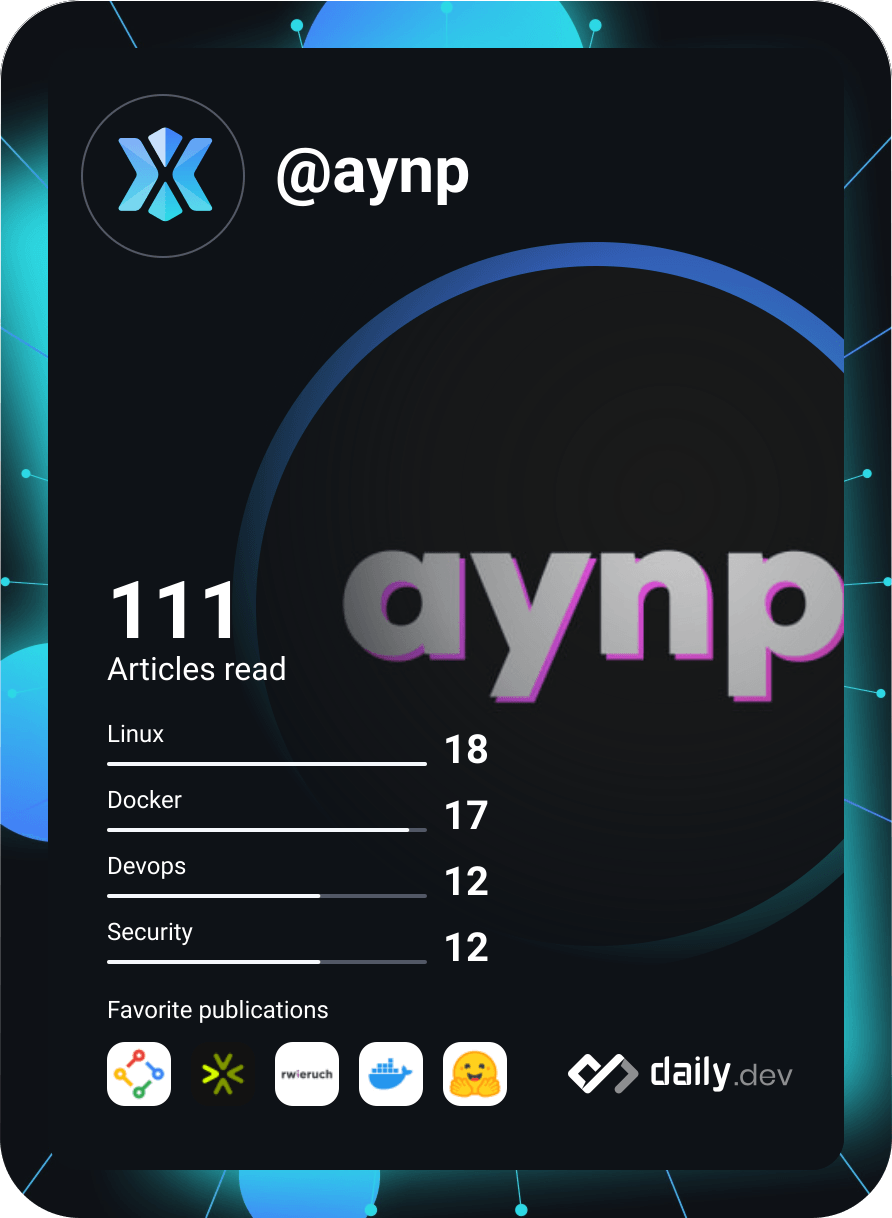 @aynp
aynp
111
Articles read
Linux
18
Docker
17
Devops
12
Security
12
Favorite publications
rwieruch
daily.dev